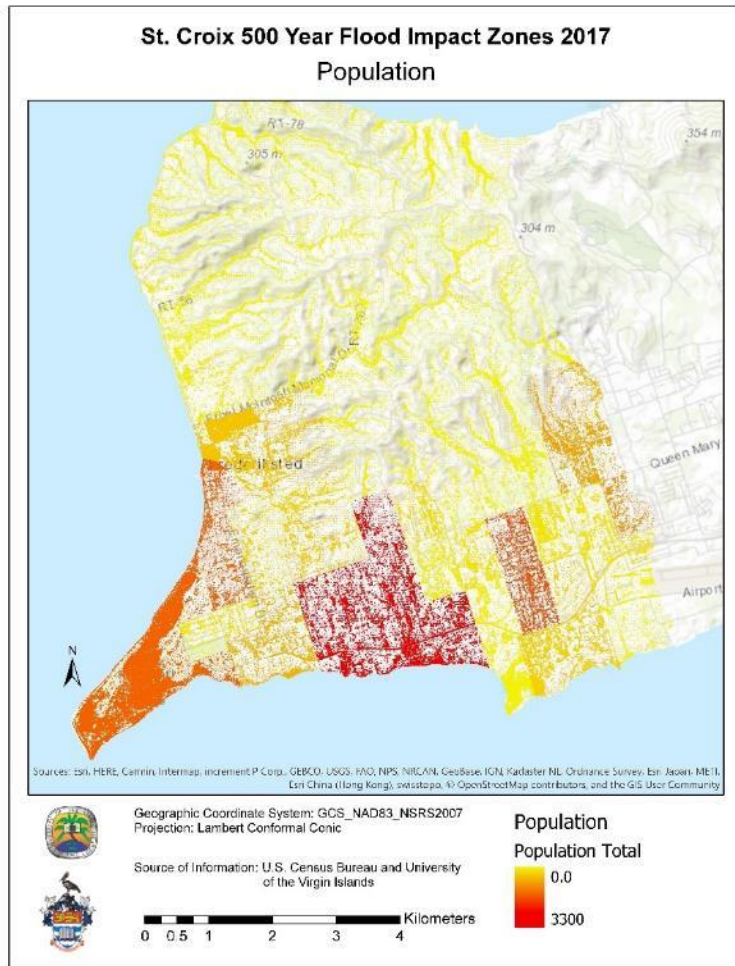 St. Croix 500 Year Flood Impact Zones 2017
Population
RT-78
305 m
354 m
304 m
RT-58
Queen Mary
Airport
N
Sources: Esri, HERE, Garmin, Intermap, increment P Corp., GEBCO, USGS, FAO, NPS, NRCAN, GeoBase, IGN, Kadaster NL, Ordnance Survey, Esri Japan, METI,
Esri China (Hong Kong), swisstopo, © OpenStreetMap contributors, and the GIS User Community
Geographic Coordinate System: GCS_NAD83_NSRS2007
Projection: Lambert Conformal Conic
Source of Information: U.S. Census Bureau and University
of the Virgin Islands
Kilometers
0 0.5 1 2 3 4
Population
Population Total
0.0
3300